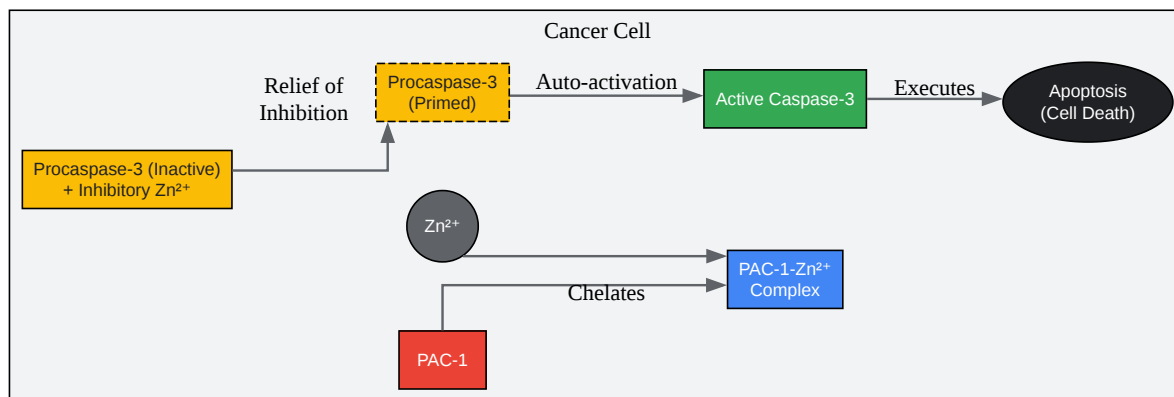 Cancer Cell
Relief of
Inhibition
Procaspase-3
(Primed)
Auto-activation
Active Caspase-3
Executes
Apoptosis
(Cell Death)
Procaspase-3 (Inactive)
+ Inhibitory Zn²⁺
Zn²⁺
PAC-1-Zn²⁺
Complex
Chelates
PAC-1